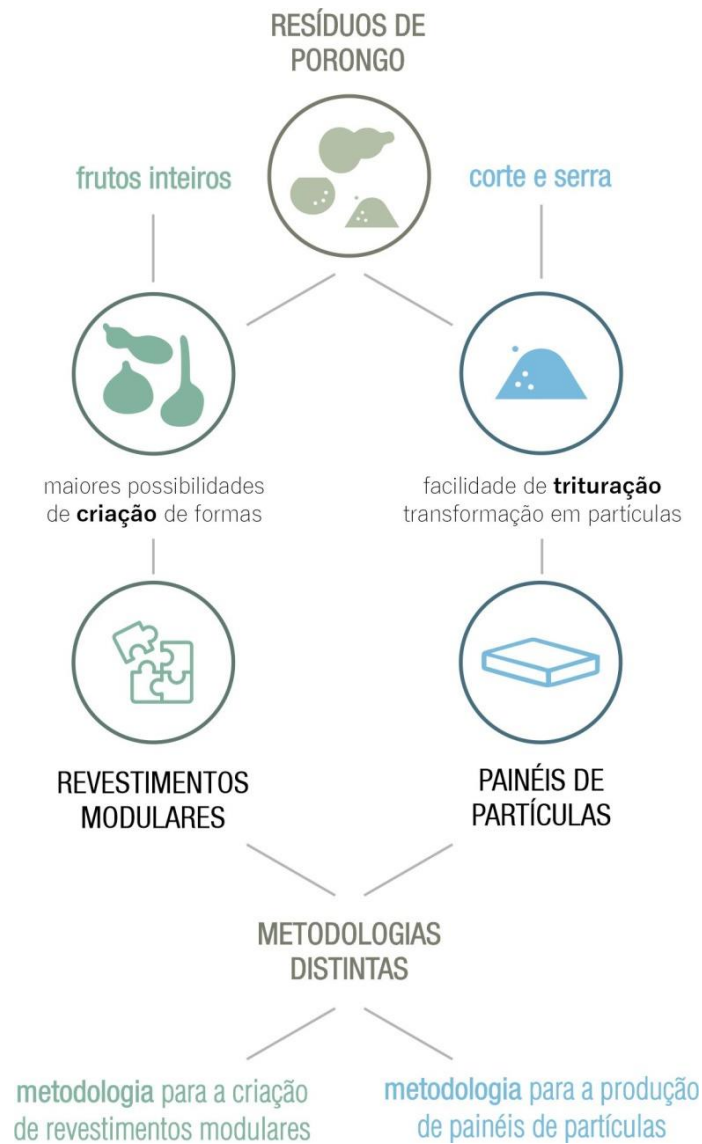 RESÍDUOS DE
PORONGO
frutos inteiros
corte e serra
maiores possibilidades
de criação de formas
facilidade de trituração
transformação em partículas
REVESTIMENTOS
MODULARES
PAINÉIS DE
PARTÍCULAS
METODOLOGIAS
DISTINTAS
metodologia para a criação
de revestimentos modulares
metodologia para a produção
de painéis de partículas